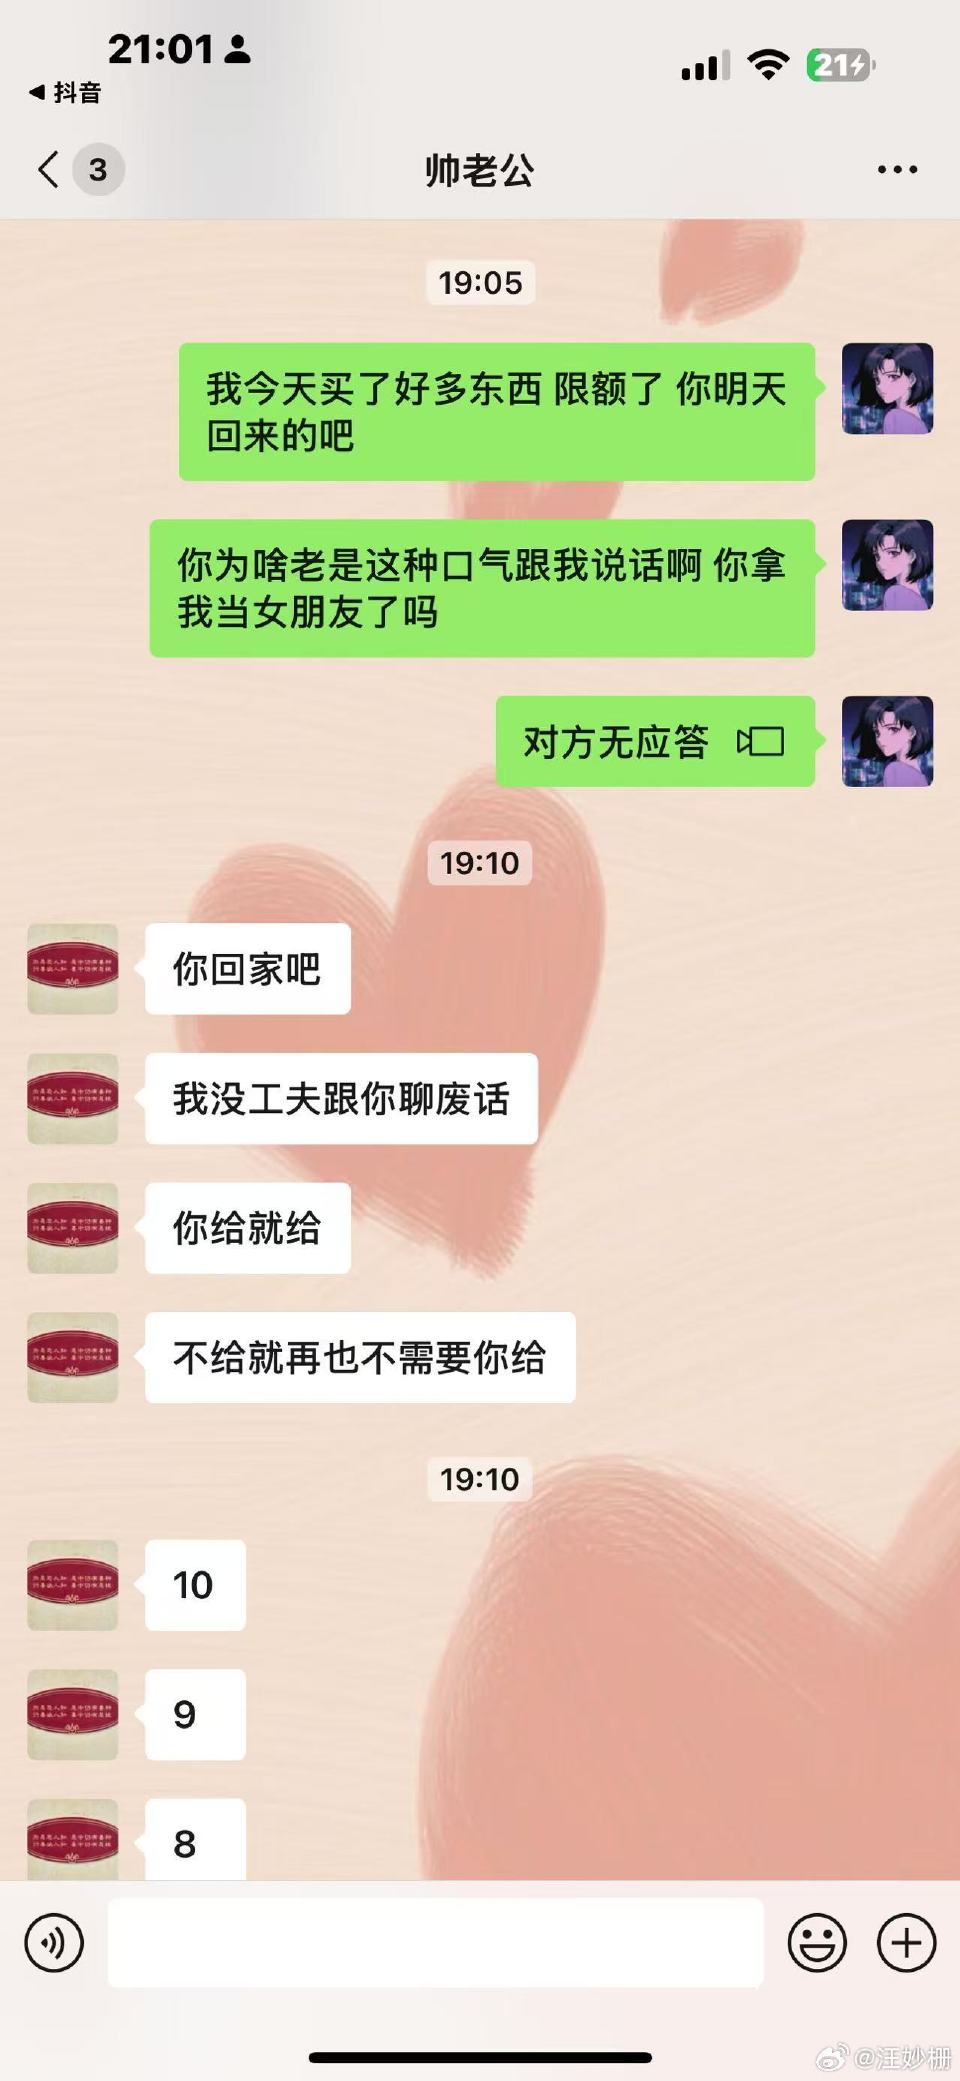 21:01
21
抖音
3
帅老公
19:05
我今天买了好多东西 限额了 你明天
回来的吧
你为啥老是这种口气跟我说话啊 你拿
我当女朋友了吗
对方无应答
19:10
你回家吧
我没工夫跟你聊废话
你给就给
不给就再也不需要你给
19:10
10
9
8
@汪妙栅